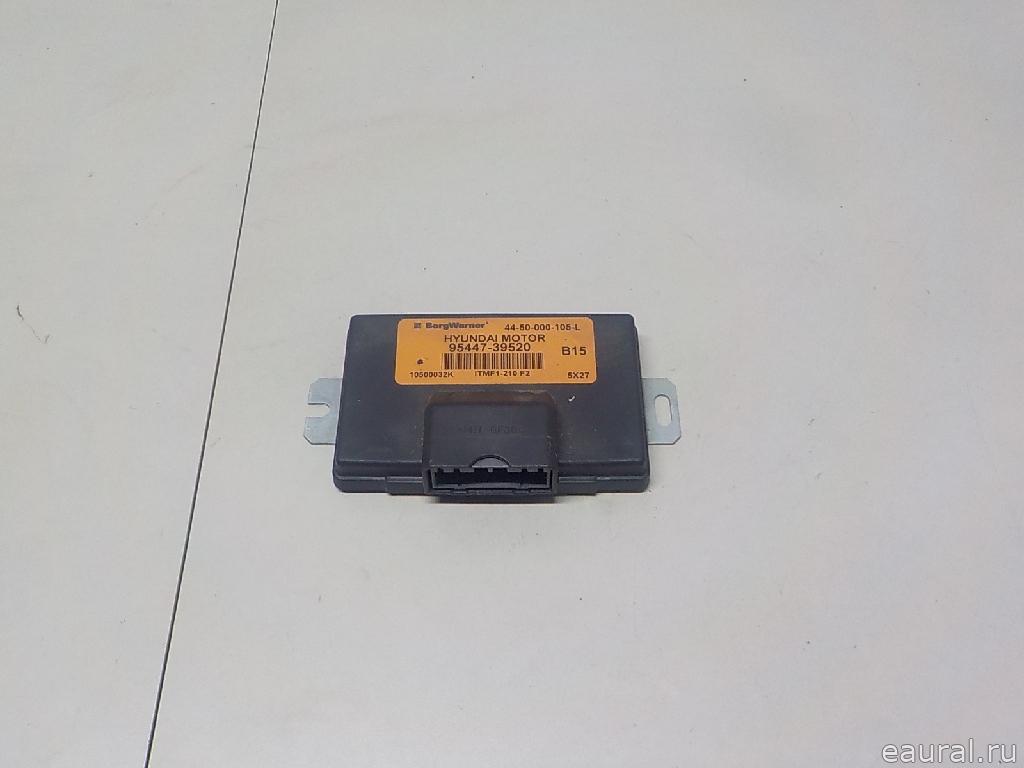 BorgWarner 44-50-000-105-L
HYUNDAI MOTOR
95447-39520 B15
10500032K ITMF1-210 F2 5X27
eaural.ru